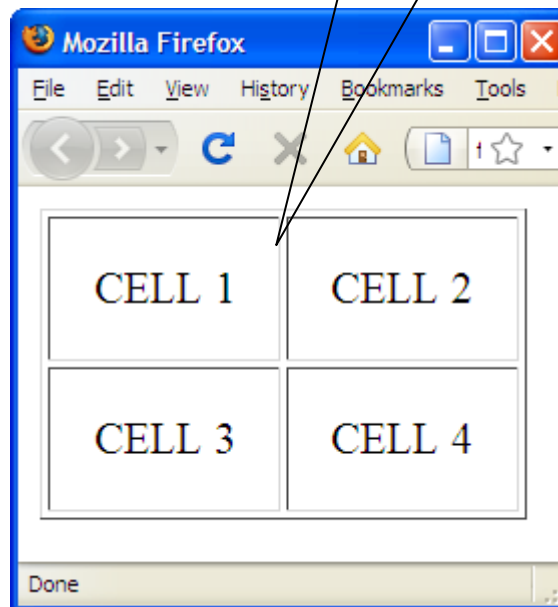 Mozilla Firefox
File Edit View History Bookmarks Tools
CELL 1 CELL 2
CELL 3 CELL 4
Done